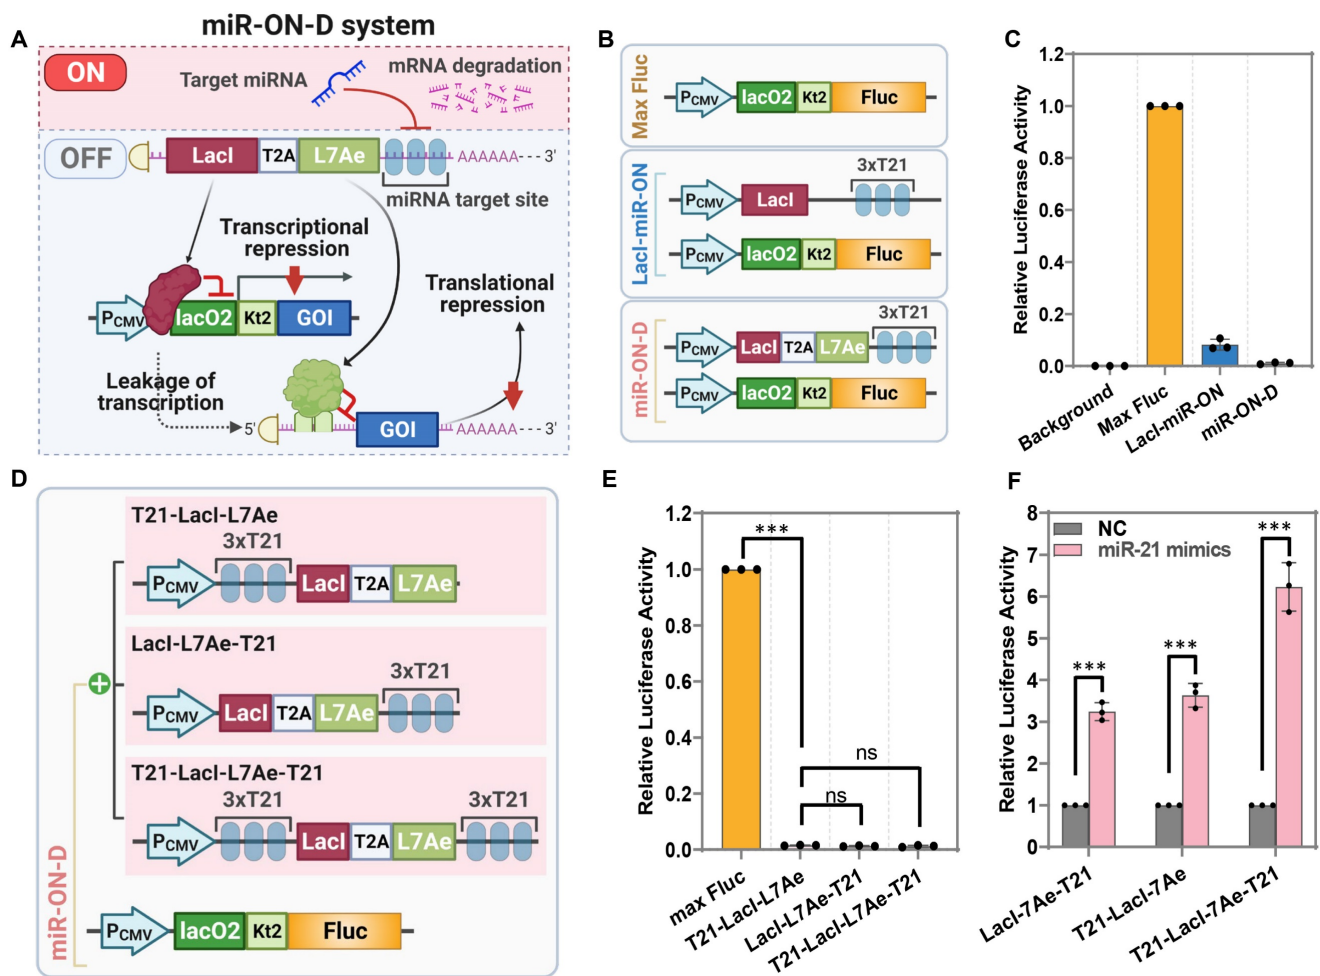 miR-ON-D system
A
ON
Target miRNA
mRNA degradation
OFF
LacI
T2A
L7Ae
AAAAAA
3'
miRNA target site
Transcriptional
repression
Translational
repression
PCMV
lacO2
Kt2
GOI
Leakage of
transcription
5'
GOI
AAAAAA
3'
B
Max Fluc
PCMV
lacO2
Kt2
Fluc
LacI-miR-ON
3xT21
PCMV
LacI
PCMV
lacO2
Kt2
Fluc
miR-ON-D
3xT21
PCMV
LacI
T2A
L7Ae
PCMV
lacO2
Kt2
Fluc
C
Relative Luciferase Activity
1.2
1.0
0.8
0.6
0.4
0.2
0.0
Background
Max Fluc
LacI-miR-ON
miR-ON-D
D
T21-LacI-L7Ae
3xT21
PCMV
LacI
T2A
L7Ae
LacI-L7Ae-T21
3xT21
PCMV
LacI
T2A
L7Ae
T21-LacI-L7Ae-T21
3xT21
3xT21
PCMV
LacI
T2A
L7Ae
miR-ON-D
PCMV
lacO2
Kt2
Fluc
E
Relative Luciferase Activity
1.2
1.0
0.8
0.6
0.4
0.2
0.0
***
ns
ns
max Fluc
T21-LacI-L7Ae
LacI-L7Ae-T21
T21-LacI-L7Ae-T21
F
Relative Luciferase Activity
8
7
6
5
4
3
2
1
0
NC
miR-21 mimics
***
***
***
LacI-7Ae-T21
T21-LacI-7Ae
T21-LacI-7Ae-T21